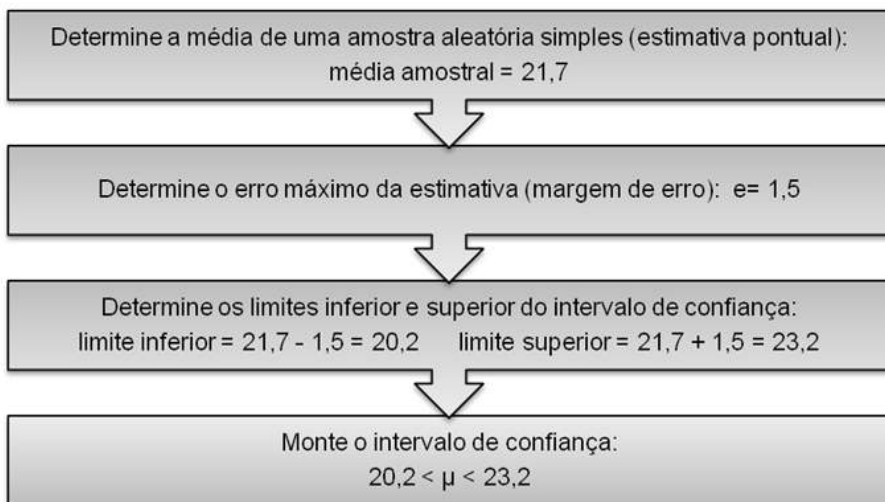 Determine a média de uma amostra aleatória simples (estimativa pontual):
média amostral = 21,7
Determine o erro máximo da estimativa (margem de erro): e= 1,5
Determine os limites inferior e superior do intervalo de confiança:
limite inferior = 21,7 - 1,5 = 20,2 limite superior = 21,7 + 1,5 = 23,2
Monte o intervalo de confiança:
20,2 < μ < 23,2